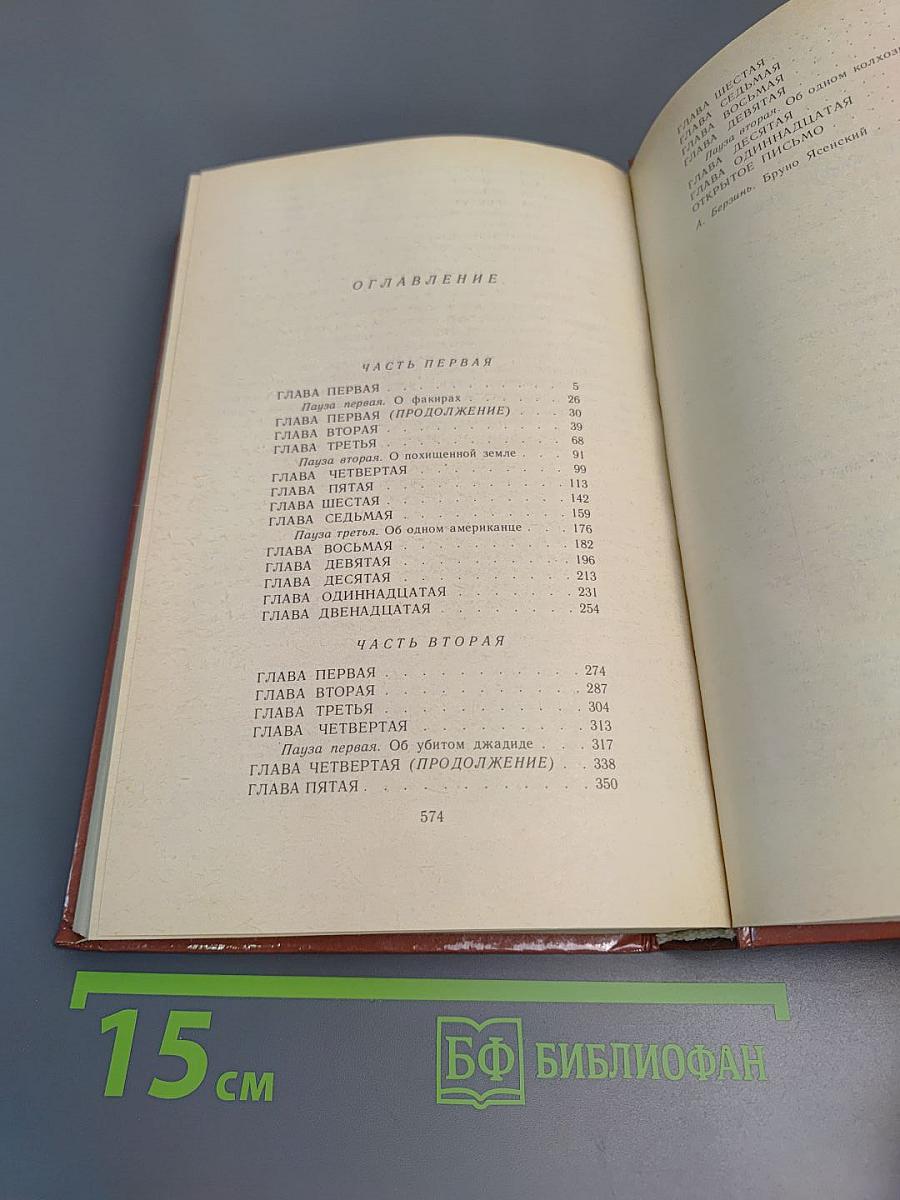 ОГЛАВЛЕНИЕ
ЧАСТЬ ПЕРВАЯ
ГЛАВА ПЕРВАЯ . . . . . . . . . . . 5
Пауза первая. О факирах . . . . . . 26
ГЛАВА ПЕРВАЯ (ПРОДОЛЖЕНИЕ) . . . 30
ГЛАВА ВТОРАЯ . . . . . . . . . . . 39
ГЛАВА ТРЕТЬЯ . . . . . . . . . . . 68
Пауза вторая. О похищенной земле . . . 91
ГЛАВА ЧЕТВЕРТАЯ . . . . . . . . . . 99
ГЛАВА ПЯТАЯ . . . . . . . . . . . 113
ГЛАВА ШЕСТАЯ . . . . . . . . . . . 142
ГЛАВА СЕДЬМАЯ . . . . . . . . . . 159
Пауза третья. Об одном американце . . . 176
ГЛАВА ВОСЬМАЯ . . . . . . . . . . 182
ГЛАВА ДЕВЯТАЯ . . . . . . . . . . 196
ГЛАВА ДЕСЯТАЯ . . . . . . . . . . 213
ГЛАВА ОДИННАДЦАТАЯ . . . . . . . 231
ГЛАВА ДВЕНАДЦАТАЯ . . . . . . . . 254
ЧАСТЬ ВТОРАЯ
ГЛАВА ПЕРВАЯ . . . . . . . . . . . 274
ГЛАВА ВТОРАЯ . . . . . . . . . . . 287
ГЛАВА ТРЕТЬЯ . . . . . . . . . . . 304
ГЛАВА ЧЕТВЕРТАЯ . . . . . . . . . . 313
Пауза первая. Об убитом джадиде . . . 317
ГЛАВА ЧЕТВЕРТАЯ (ПРОДОЛЖЕНИЕ) . . 338
ГЛАВА ПЯТАЯ . . . . . . . . . . . . 350
574
ГЛАВА ШЕСТАЯ . . . . .
ГЛАВА СЕДЬМАЯ . . . . .
ГЛАВА ВОСЬМАЯ . . . . .
ГЛАВА ДЕВЯТАЯ . . . . .
Пауза вторая. Об одном
ГЛАВА ДЕСЯТАЯ . . . . .
ГЛАВА ОДИННАДЦАТАЯ
ОТКРЫТОЕ ПИСЬМО . . .
А. Берзинь. Бруно Ясенский . .
15 см
БФ БИБЛИОФАН